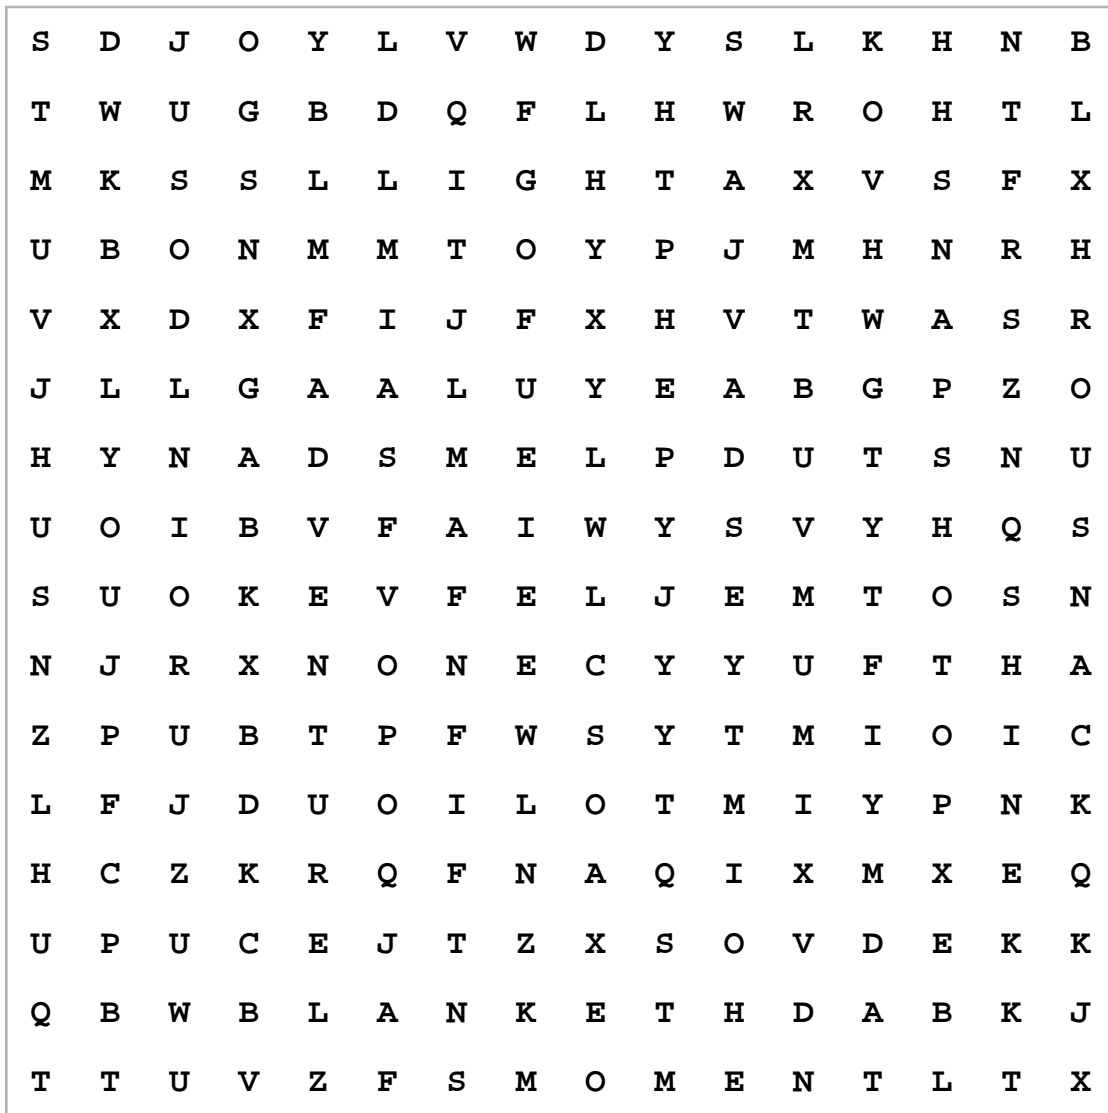 S D J O Y L V W D Y S L K H N B
T W U G B D Q F L H W R O H T L
M K S S L L I G H T A X V S F X
U B O N M M T O Y P J M H N R H
V X D X F I J F X H V T W A S R
J L L G A A L U Y E A B G P Z O
H Y N A D S M E L P D U T S N U
U O I B V F A I W Y S V Y H Q S
S U O K E V F E L J E M T O S N
N J R X N O N E C Y Y U F T H A
Z P U B T P F W S Y T M I O I C
L F J D U O I L O T M I Y P N K
H C Z K R Q F N A Q I X M X E Q
U P U C E J T Z X S O V D E K K
Q B W B L A N K E T H D A B K J
T T U V Z F S M O M E N T L T X